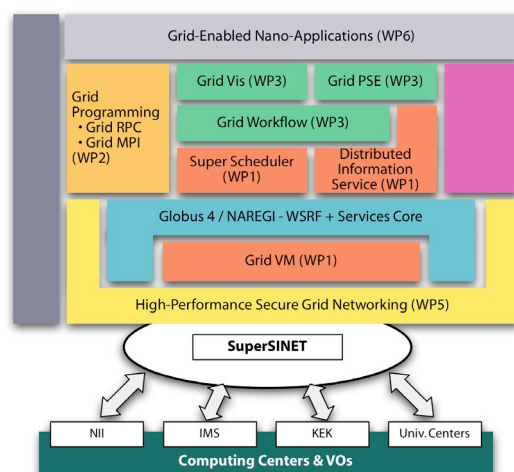 Grid-Enabled Nano-Applications (WP6)
Grid Vis (WP3)
Grid PSE (WP3)
Grid
Programming
• Grid RPC
• Grid MPI
(WP2)
Grid Workflow (WP3)
Super Scheduler
(WP1)
Distributed
Information
Service (WP1)
Globus 4 / NAREGI - WSRF + Services Core
Grid VM (WP1)
High-Performance Secure Grid Networking (WP5)
SuperSINET
NII
IMS
KEK
Univ. Centers
Computing Centers & VOs